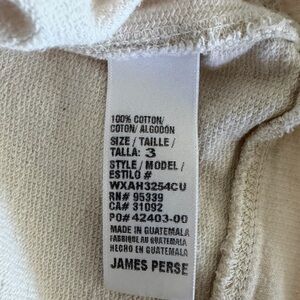 100% COTTON/
COTON/ ALGODON
SIZE / TAILLE /
TALLA: 3
STYLE / MODEL /
ESTILO #
WXAH3254CU
RN# 95339
CA# 31092
PO# 42403-00
MADE IN GUATEMALA
FABRIQUE AU GUATEMALA
HECHO EN GUATEMALA
JAMES PERSE